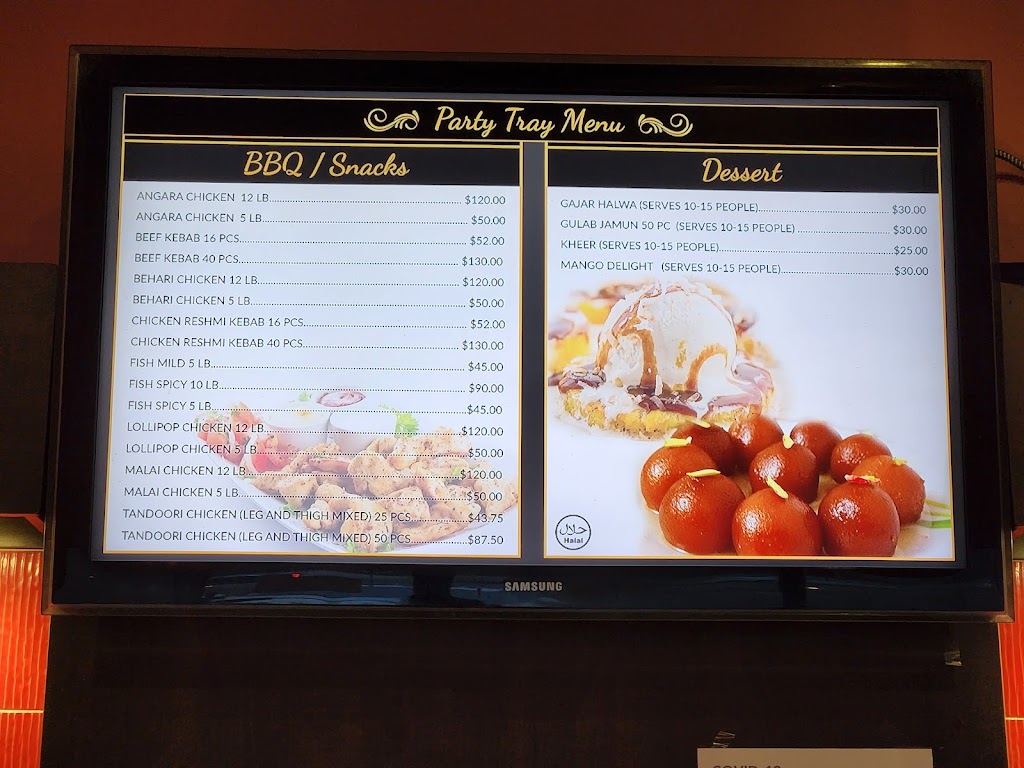 Party Tray Menu
BBQ / Snacks
ANGARA CHICKEN 12 LB............$120.00
ANGARA CHICKEN 5 LB............$50.00
BEEF KEBAB 16 PCS............$52.00
BEEF KEBAB 40 PCS............$130.00
BEHARI CHICKEN 12 LB............$120.00
BEHARI CHICKEN 5 LB............$50.00
CHICKEN RESHMI KEBAB 16 PCS............$52.00
CHICKEN RESHMI KEBAB 40 PCS............$130.00
FISH MILD 5 LB............$45.00
FISH SPICY 10 LB............$90.00
FISH SPICY 5 LB............$45.00
LOLLIPOP CHICKEN 12 LB............$120.00
LOLLIPOP CHICKEN 5 LB............$50.00
MALAI CHICKEN 12 LB............$120.00
MALAI CHICKEN 5 LB............$50.00
TANDOORI CHICKEN (LEG AND THIGH MIXED) 25 PCS............$43.75
TANDOORI CHICKEN (LEG AND THIGH MIXED) 50 PCS............$87.50
Dessert
GAJAR HALWA (SERVES 10-15 PEOPLE)............$30.00
GULAB JAMUN 50 PC (SERVES 10-15 PEOPLE)............$30.00
KHEER (SERVES 10-15 PEOPLE)............$25.00
MANGO DELIGHT (SERVES 10-15 PEOPLE)............$30.00
حلال
Halal
SAMSUNG
COVID-19